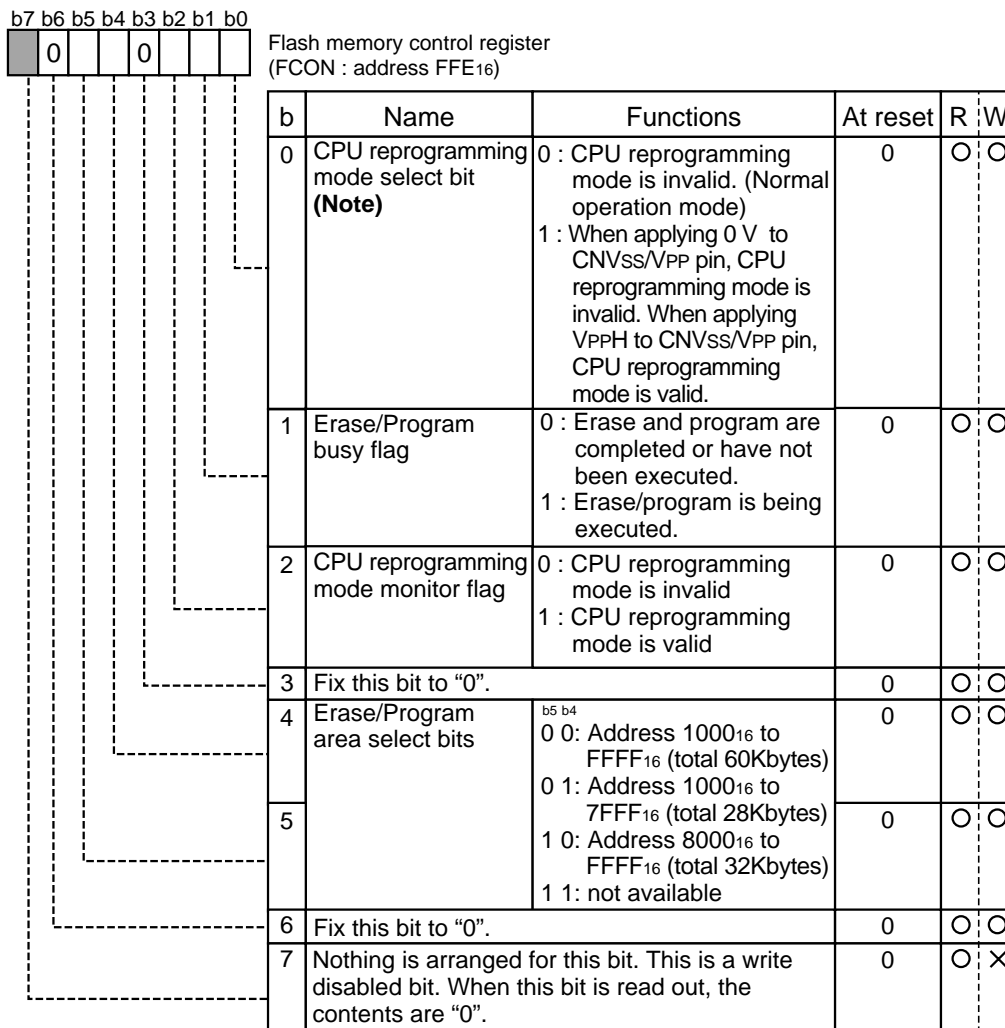 b7 b6 b5 b4 b3 b2 b1 b0
0 0
Flash memory control register
(FCON : address FFE16)
b Name Functions At reset R W
0 CPU reprogramming mode select bit (Note)
0 : CPU reprogramming
mode is invalid. (Normal
operation mode)
1 : When applying 0 V to
CNVSS/VPP pin, CPU
reprogramming mode is
invalid. When applying
VPPH to CNVSS/VPP pin,
CPU reprogramming
mode is valid.
0 O O
1 Erase/Program
busy flag
0 : Erase and program are
completed or have not
been executed.
1 : Erase/program is being
executed.
0 O O
2 CPU reprogramming
mode monitor flag
0 : CPU reprogramming
mode is invalid
1 : CPU reprogramming
mode is valid
0 O O
3 Fix this bit to “0”. 0 O O
4 Erase/Program
area select bits
b5 b4
0 0: Address 100016 to
FFFF16 (total 60Kbytes)
0 1: Address 100016 to
7FFF16 (total 28Kbytes)
1 0: Address 800016 to
FFFF16 (total 32Kbytes)
1 1: not available
0 O O
5 0 O O
6 Fix this bit to “0”. 0 O O
7 Nothing is arranged for this bit. This is a write
disabled bit. When this bit is read out, the
contents are “0”.
0 O ×